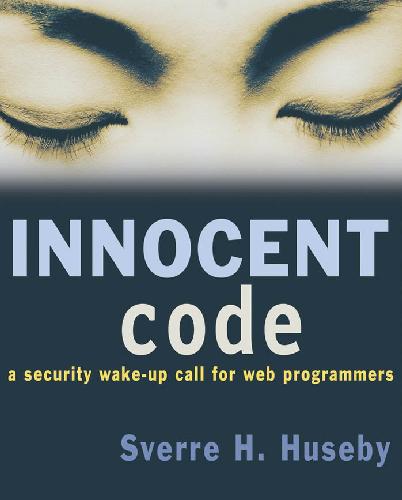 INNOCENT
code
a security wake-up call for web programmers
Sverre H. Huseby